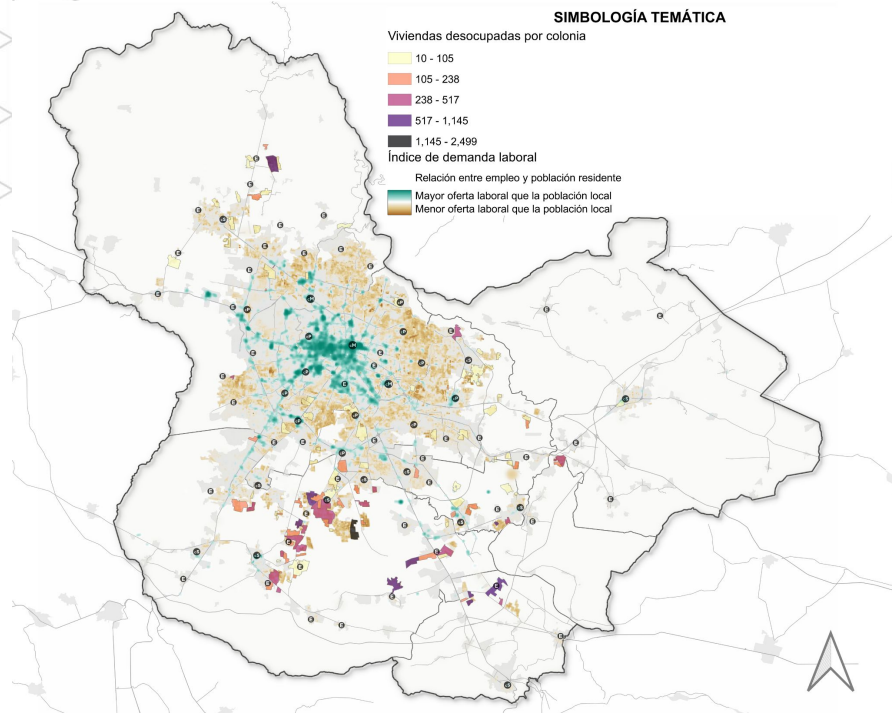 SIMBOLOGÍA TEMÁTICA
Viviendas desocupadas por colonia
10 - 105
105 - 238
238 - 517
517 - 1,145
1,145 - 2,499
Índice de demanda laboral
Relación entre empleo y población residente
Mayor oferta laboral que la población local
Menor oferta laboral que la población local